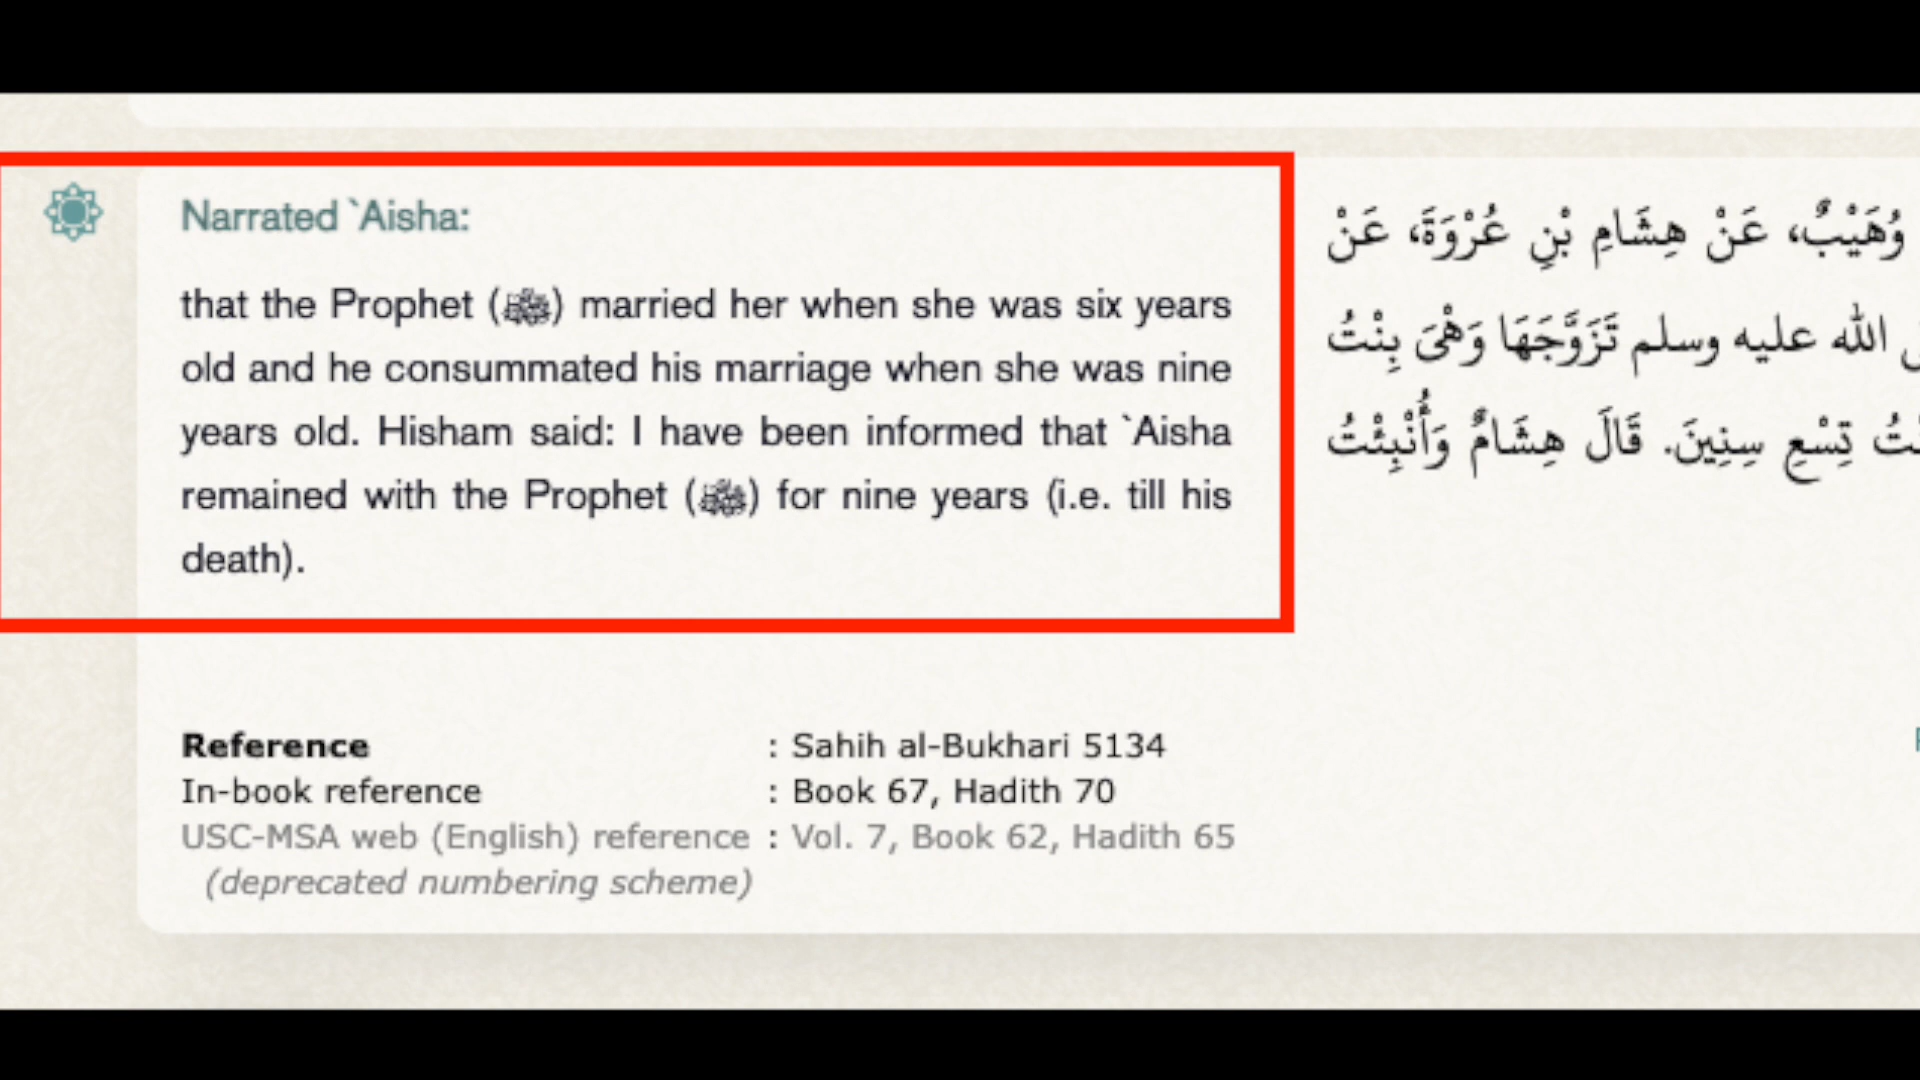 Narrated `Aisha:
that the Prophet (ﷺ) married her when she was six years
old and he consummated his marriage when she was nine
years old. Hisham said: I have been informed that `Aisha
remained with the Prophet (ﷺ) for nine years (i.e. till his
death).
وُهَيْبٌ، عَنْ هِشَامِ بْنِ عُرْوَةَ، عَنْ
الله عليه وسلم تَزَوَّجَهَا وَهْىَ بِنْتُ
تِسْعِ سِنِينَ. قَالَ هِشَامٌ وَأُنْبِئْتُ
Reference : Sahih al-Bukhari 5134
In-book reference : Book 67, Hadith 70
USC-MSA web (English) reference : Vol. 7, Book 62, Hadith 65
(deprecated numbering scheme)